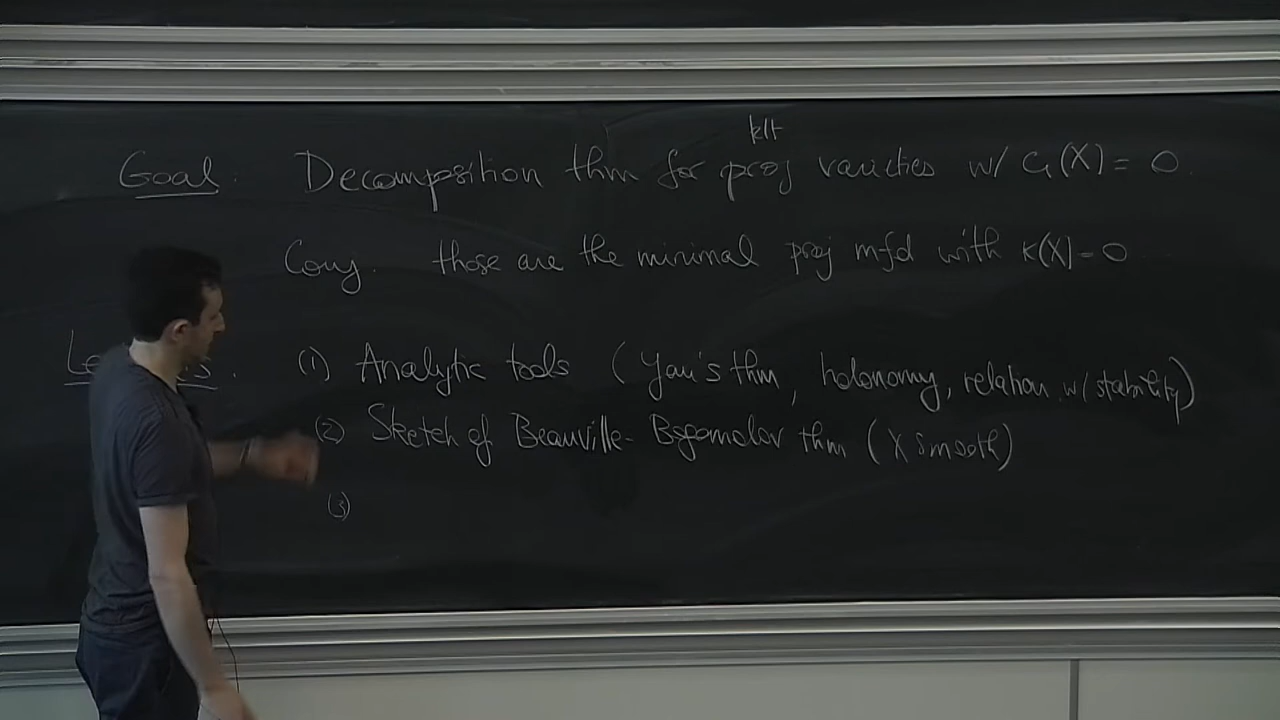 klt
Goal: Decomposition thm for proj varieties w/ c₁(X) = 0.
Conj. those are the minimal proj mfd with κ(X) = 0
(1) Analytic tools (Yau's thm, holonomy, relation w/ stability)
(2) Sketch of Beauville-Bogomolov thm (X smooth)
(3)